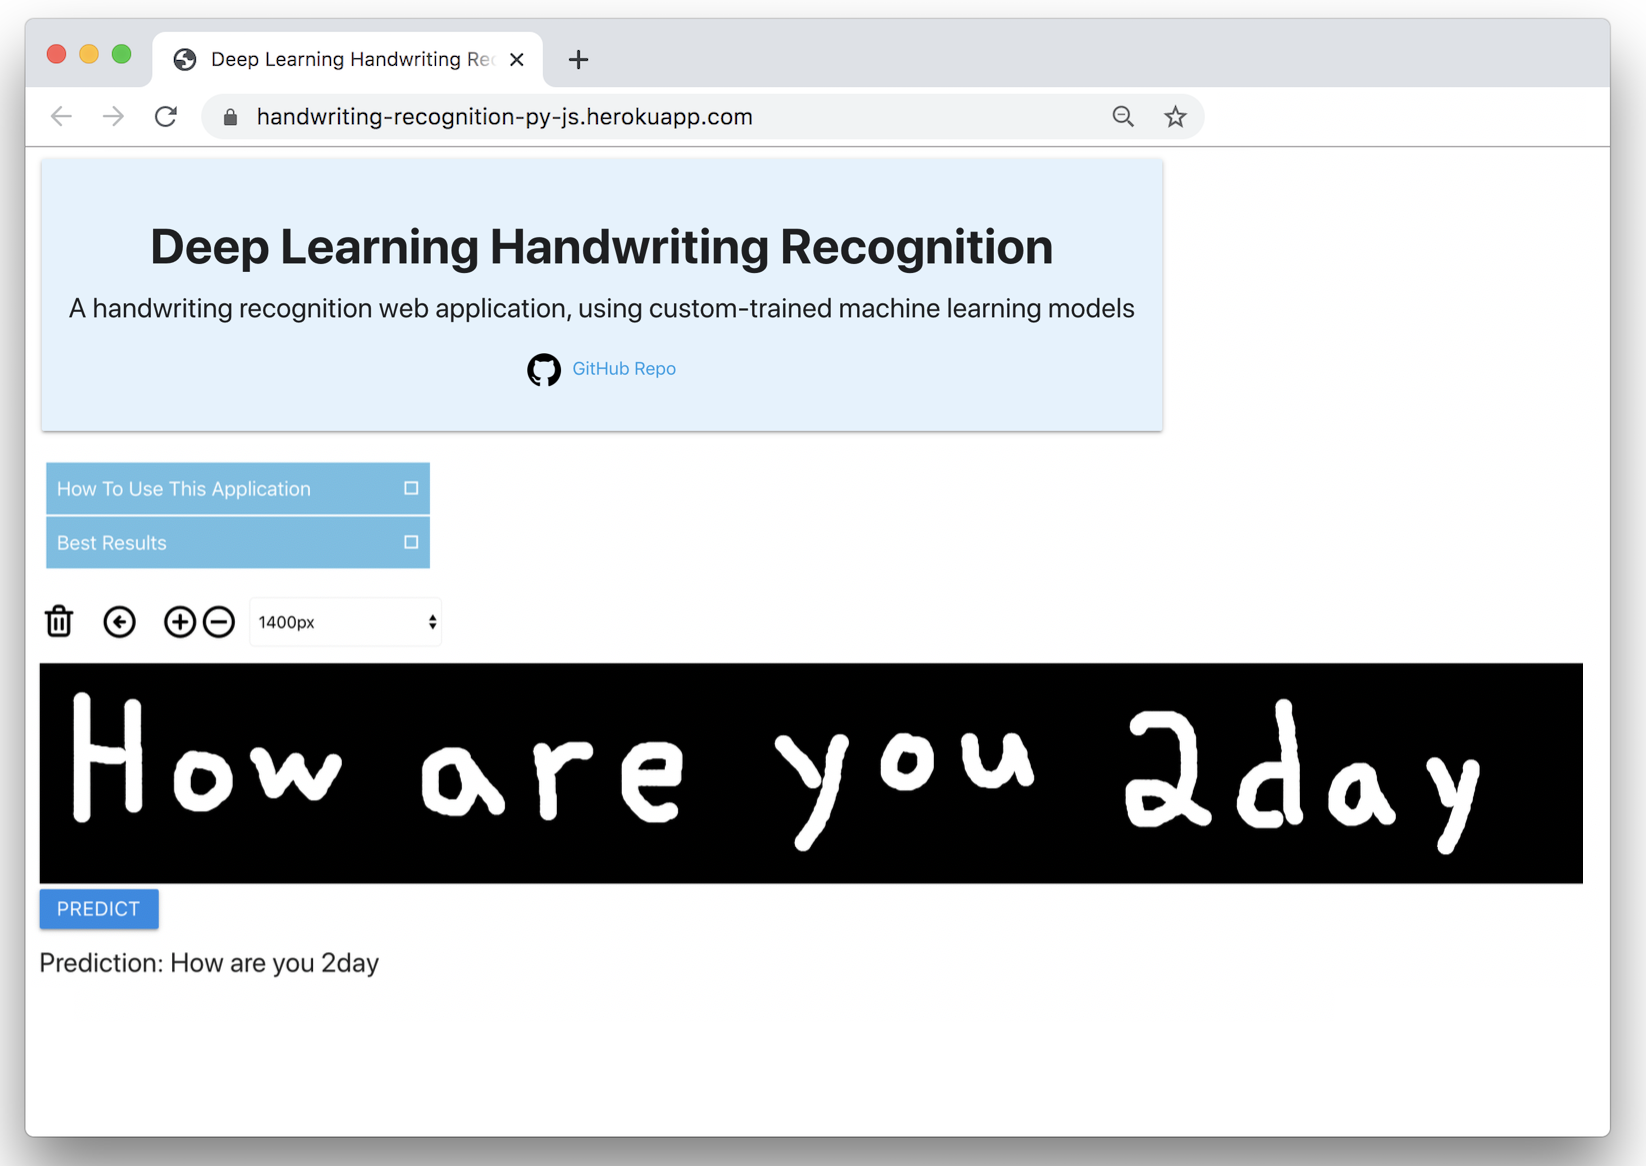 Deep Learning Handwriting Rec
handwriting-recognition-py-js.herokuapp.com
Deep Learning Handwriting Recognition
A handwriting recognition web application, using custom-trained machine learning models
GitHub Repo
How To Use This Application
Best Results
1400px
How are you 2day
PREDICT
Prediction: How are you 2day